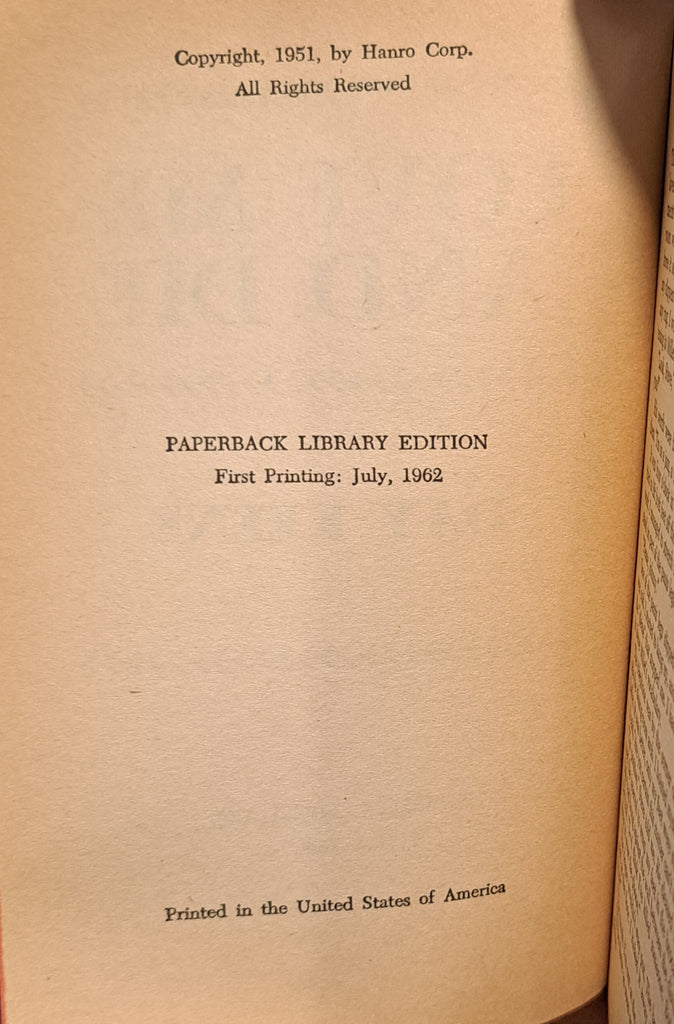 Copyright, 1951, by Hanro Corp.
All Rights Reserved
PAPERBACK LIBRARY EDITION
First Printing: July, 1962
Printed in the United States of America